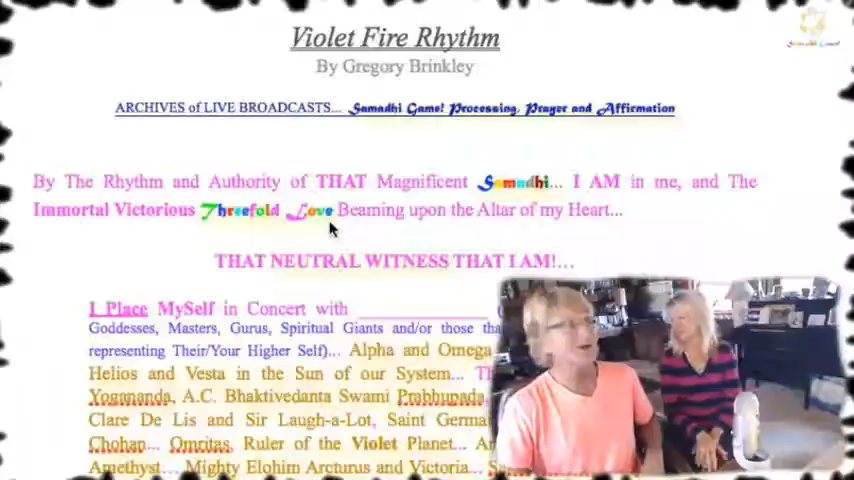 Violet Fire Rhythm
By Gregory Brinkley
ARCHIVES of LIVE BROADCASTS... Samadhi Game! Processing, Prayer and Affirmation
By The Rhythm and Authority of THAT Magnificent Samadhi... I AM in me, and The
Immortal Victorious Threefold Love Beaming upon the Altar of my Heart...
THAT NEUTRAL WITNESS THAT I AM!...
I Place MySelf in Concert with ____________ (
Goddesses, Masters, Gurus, Spiritual Giants and/or those tha
representing Their/Your Higher Self)... Alpha and Omega
Helios and Vesta in the Sun of our System... Th
Yogananda, A.C. Bhaktivedanta Swami Prabhupada,
Clare De Lis and Sir Laugh-a-Lot, Saint Germa
Chohan... Omritas, Ruler of the Violet Planet... An
Amethyst... Mighty Elohim Arcturus and Victoria...